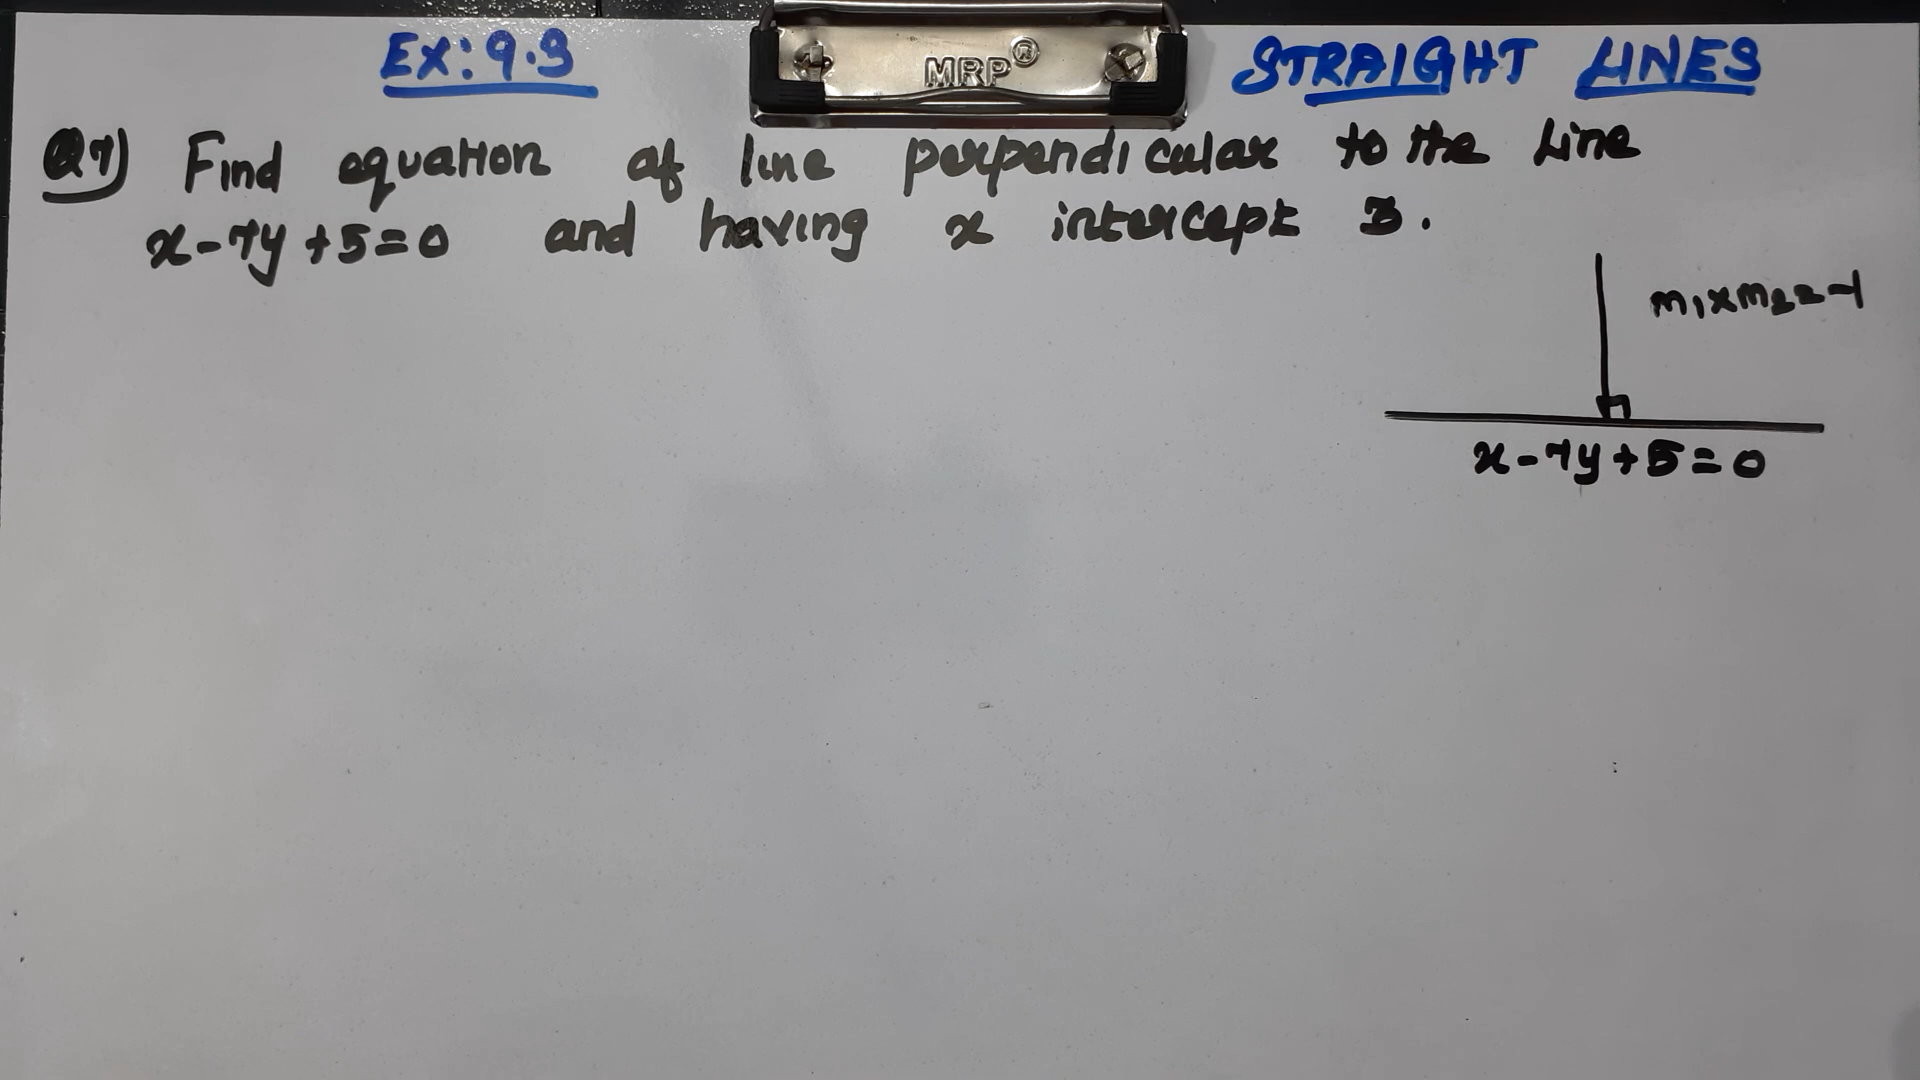 EX: 9.3
MRP®
STRAIGHT LINES
Q7) Find equation of line perpendicular to the Line
x-7y+5=0 and having x intercept 3.
m1xm2=-1
x-7y+5=0